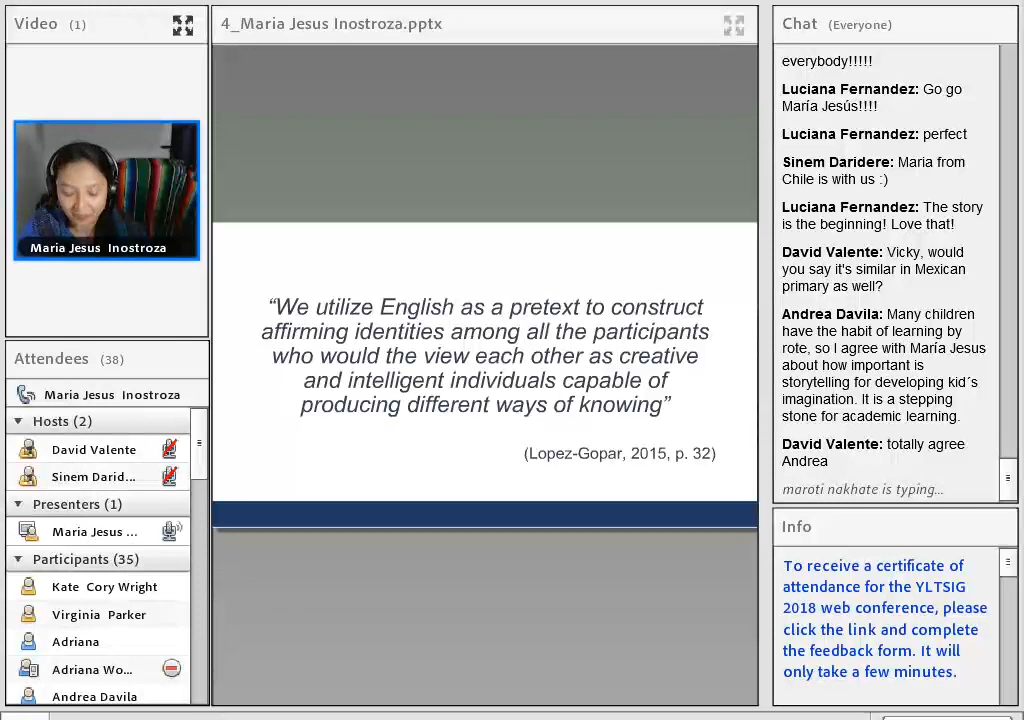 Video (1)
Maria Jesus Inostroza
Attendees (38)
Maria Jesus Inostroza
Hosts (2)
David Valente
Sinem Darid...
Presenters (1)
Maria Jesus ...
Participants (35)
Kate Cory Wright
Virginia Parker
Adriana
Adriana Wo...
Andrea Davila
4_Maria Jesus Inostroza.pptx
“We utilize English as a pretext to construct
affirming identities among all the participants
who would the view each other as creative
and intelligent individuals capable of
producing different ways of knowing”
(Lopez-Gopar, 2015, p. 32)
Chat (Everyone)
everybody!!!!!
Luciana Fernandez: Go go
María Jesús!!!!
Luciana Fernandez: perfect
Sinem Daridere: Maria from
Chile is with us :)
Luciana Fernandez: The story
is the beginning! Love that!
David Valente: Vicky, would
you say it's similar in Mexican
primary as well?
Andrea Davila: Many children
have the habit of learning by
rote, so I agree with María Jesus
about how important is
storytelling for developing kid´s
imagination. It is a stepping
stone for academic learning.
David Valente: totally agree
Andrea
maroti nakhate is typing...
Info
To receive a certificate of
attendance for the YLTSIG
2018 web conference, please
click the link and complete
the feedback form. It will
only take a few minutes.